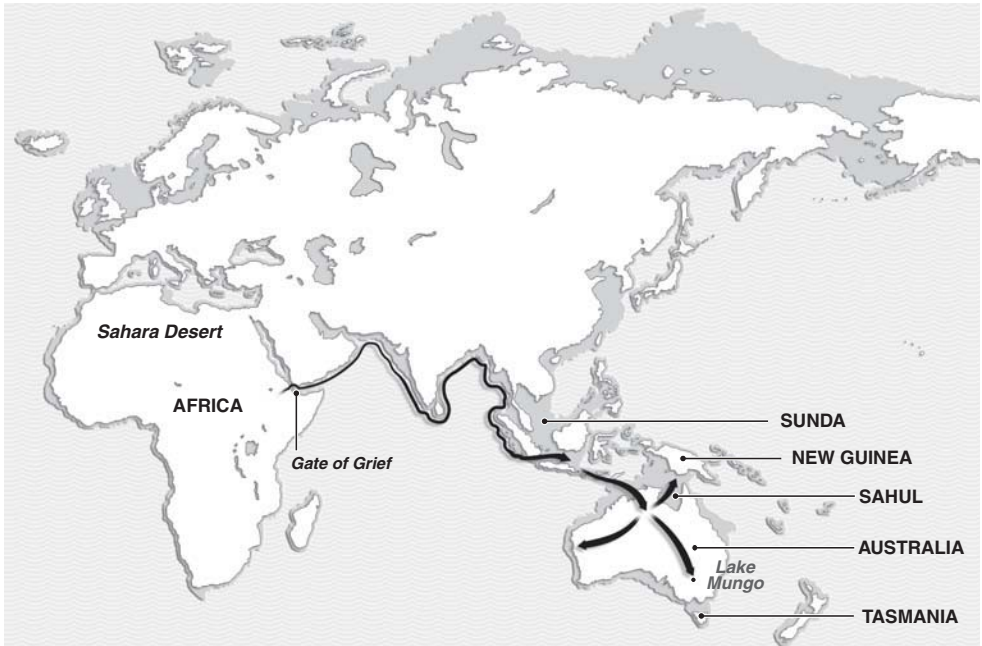 Sahara Desert
AFRICA
Gate of Grief
SUNDA
NEW GUINEA
SAHUL
AUSTRALIA
Lake
Mungo
TASMANIA